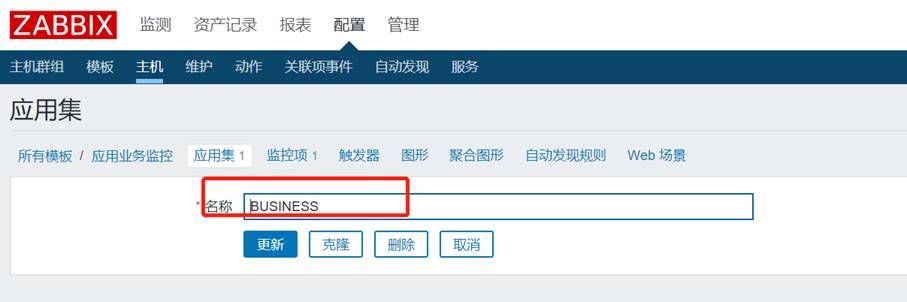 ZABBIX 监测 资产记录 报表 配置 管理
主机群组 模板 主机 维护 动作 关联项事件 自动发现 服务
应用集
所有模板 / 应用业务监控 应用集 1 监控项 1 触发器 图形 聚合图形 自动发现规则 Web 场景
* 名称 BUSINESS
更新 克隆 删除 取消